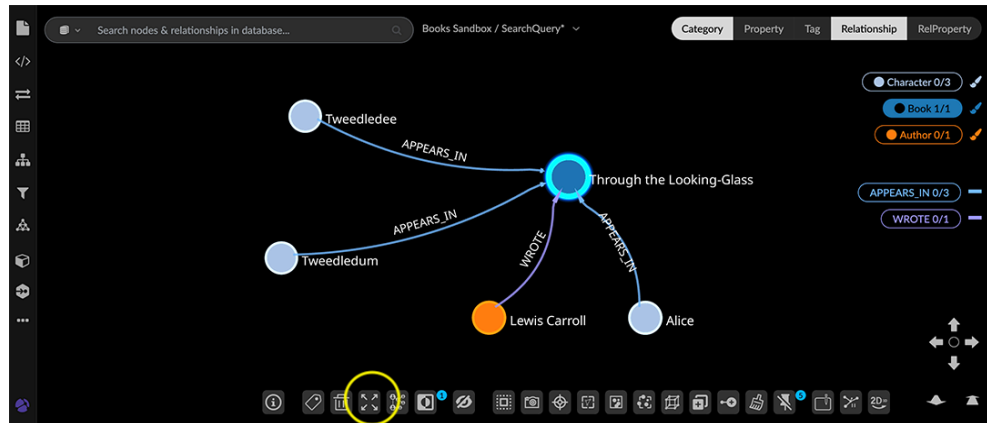 Search nodes & relationships in database...
Books Sandbox / SearchQuery*
Category Property Tag Relationship RelProperty
Character 0/3
Book 1/1
Author 0/1
APPEARS_IN 0/3
WROTE 0/1
Tweedledee
APPEARS_IN
Through the Looking-Glass
APPEARS_IN
Tweedledum
WROTE
APPEARS_IN
Lewis Carroll
Alice
1
5
2D